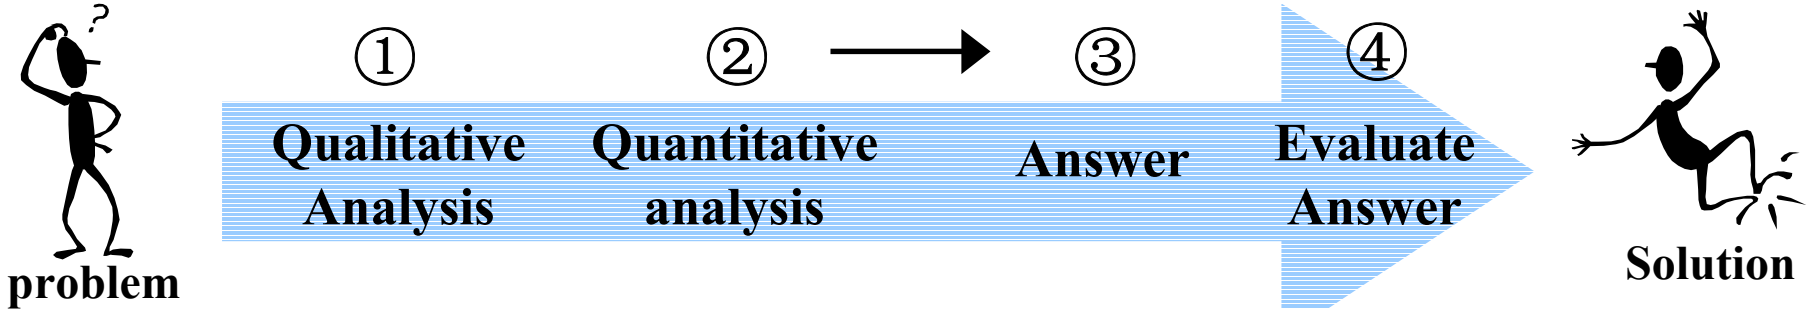 ?
① ② ③ ④
Qualitative Analysis
Quantitative analysis
Answer
Evaluate Answer
problem
Solution